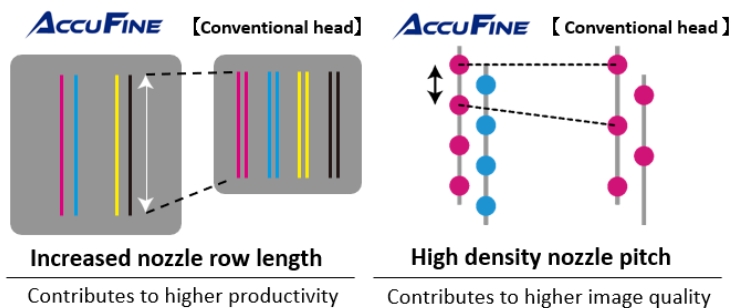 ACCUFINE 【Conventional head】
Increased nozzle row length
Contributes to higher productivity
ACCUFINE 【 Conventional head 】
High density nozzle pitch
Contributes to higher image quality